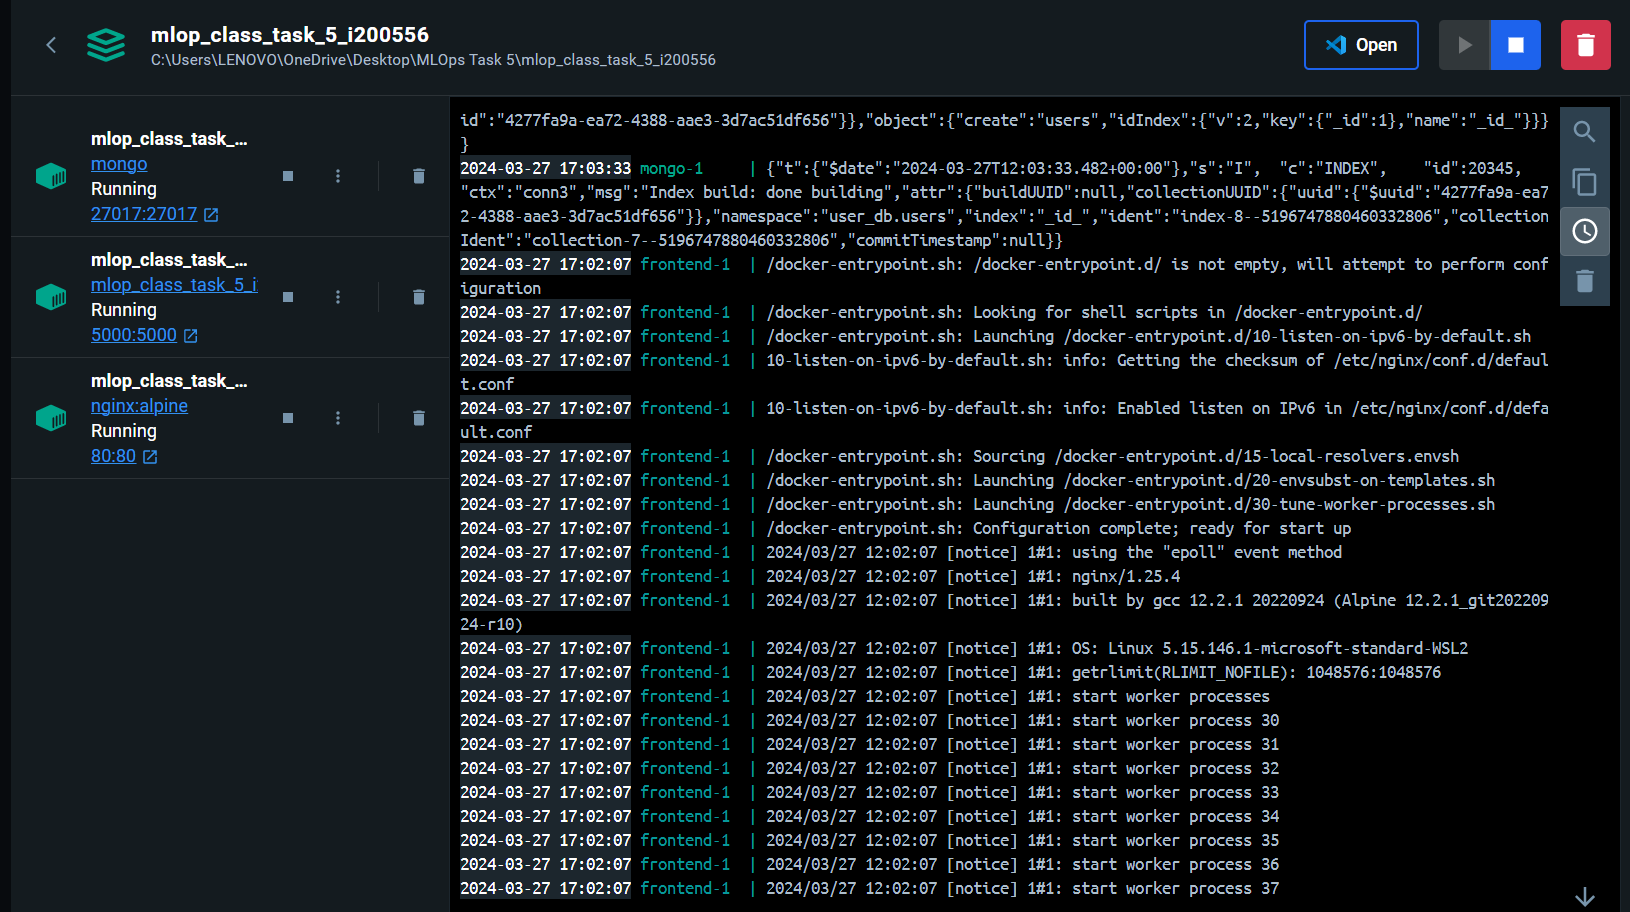 mlop_class_task_5_i200556
C:\Users\LENOVO\OneDrive\Desktop\MLOps Task 5\mlop_class_task_5_i200556
Open
mlop_class_task_...
mongo
Running
27017:27017
mlop_class_task_...
mlop_class_task_5_i
Running
5000:5000
mlop_class_task_...
nginx:alpine
Running
80:80
id":"4277fa9a-ea72-4388-aae3-3d7ac51df656"}},"object":{"create":"users","idIndex":{"v":2,"key":{"_id":1},"name":"_id_"}}}
}
2024-03-27 17:03:33 mongo-1     | {"t":{"$date":"2024-03-27T12:03:33.482+00:00"},"s":"I",  "c":"INDEX",    "id":20345,
"ctx":"conn3","msg":"Index build: done building","attr":{"buildUUID":null,"collectionUUID":{"uuid":{"$uuid":"4277fa9a-ea7
2-4388-aae3-3d7ac51df656"}},"namespace":"user_db.users","index":"_id_","ident":"index-8--5196747880460332806","collection
Ident":"collection-7--5196747880460332806","commitTimestamp":null}}
2024-03-27 17:02:07 frontend-1  | /docker-entrypoint.sh: /docker-entrypoint.d/ is not empty, will attempt to perform conf
iguration
2024-03-27 17:02:07 frontend-1  | /docker-entrypoint.sh: Looking for shell scripts in /docker-entrypoint.d/
2024-03-27 17:02:07 frontend-1  | /docker-entrypoint.sh: Launching /docker-entrypoint.d/10-listen-on-ipv6-by-default.sh
2024-03-27 17:02:07 frontend-1  | 10-listen-on-ipv6-by-default.sh: info: Getting the checksum of /etc/nginx/conf.d/defaul
t.conf
2024-03-27 17:02:07 frontend-1  | 10-listen-on-ipv6-by-default.sh: info: Enabled listen on IPv6 in /etc/nginx/conf.d/defa
ult.conf
2024-03-27 17:02:07 frontend-1  | /docker-entrypoint.sh: Sourcing /docker-entrypoint.d/15-local-resolvers.envsh
2024-03-27 17:02:07 frontend-1  | /docker-entrypoint.sh: Launching /docker-entrypoint.d/20-envsubst-on-templates.sh
2024-03-27 17:02:07 frontend-1  | /docker-entrypoint.sh: Launching /docker-entrypoint.d/30-tune-worker-processes.sh
2024-03-27 17:02:07 frontend-1  | /docker-entrypoint.sh: Configuration complete; ready for start up
2024-03-27 17:02:07 frontend-1  | 2024/03/27 12:02:07 [notice] 1#1: using the "epoll" event method
2024-03-27 17:02:07 frontend-1  | 2024/03/27 12:02:07 [notice] 1#1: nginx/1.25.4
2024-03-27 17:02:07 frontend-1  | 2024/03/27 12:02:07 [notice] 1#1: built by gcc 12.2.1 20220924 (Alpine 12.2.1_git202209
24-r10)
2024-03-27 17:02:07 frontend-1  | 2024/03/27 12:02:07 [notice] 1#1: OS: Linux 5.15.146.1-microsoft-standard-WSL2
2024-03-27 17:02:07 frontend-1  | 2024/03/27 12:02:07 [notice] 1#1: getrlimit(RLIMIT_NOFILE): 1048576:1048576
2024-03-27 17:02:07 frontend-1  | 2024/03/27 12:02:07 [notice] 1#1: start worker processes
2024-03-27 17:02:07 frontend-1  | 2024/03/27 12:02:07 [notice] 1#1: start worker process 30
2024-03-27 17:02:07 frontend-1  | 2024/03/27 12:02:07 [notice] 1#1: start worker process 31
2024-03-27 17:02:07 frontend-1  | 2024/03/27 12:02:07 [notice] 1#1: start worker process 32
2024-03-27 17:02:07 frontend-1  | 2024/03/27 12:02:07 [notice] 1#1: start worker process 33
2024-03-27 17:02:07 frontend-1  | 2024/03/27 12:02:07 [notice] 1#1: start worker process 34
2024-03-27 17:02:07 frontend-1  | 2024/03/27 12:02:07 [notice] 1#1: start worker process 35
2024-03-27 17:02:07 frontend-1  | 2024/03/27 12:02:07 [notice] 1#1: start worker process 36
2024-03-27 17:02:07 frontend-1  | 2024/03/27 12:02:07 [notice] 1#1: start worker process 37